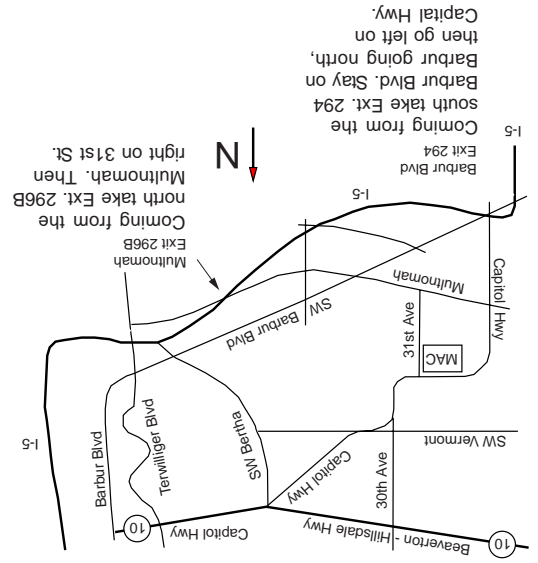 10
Beaverton - Hillsdale Hwy
Capitol Hwy
10
30th Ave
SW Vermont
Capitol Hwy
SW Bertha
Terwilliger Blvd
Barbur Blvd
I-5
MAC
31st Ave
Capitol Hwy
Multnomah
SW Barbur Blvd
I-5
I-5
Barbur Blvd
Exit 294
Coming from the
south take Ext. 294
Barbur Blvd. Stay on
Barbur going north,
then go left on
Capital Hwy.
N
Multnomah
Exit 296B
Coming from the
north take Ext. 296B
Multnomah. Then
right on 31st St.